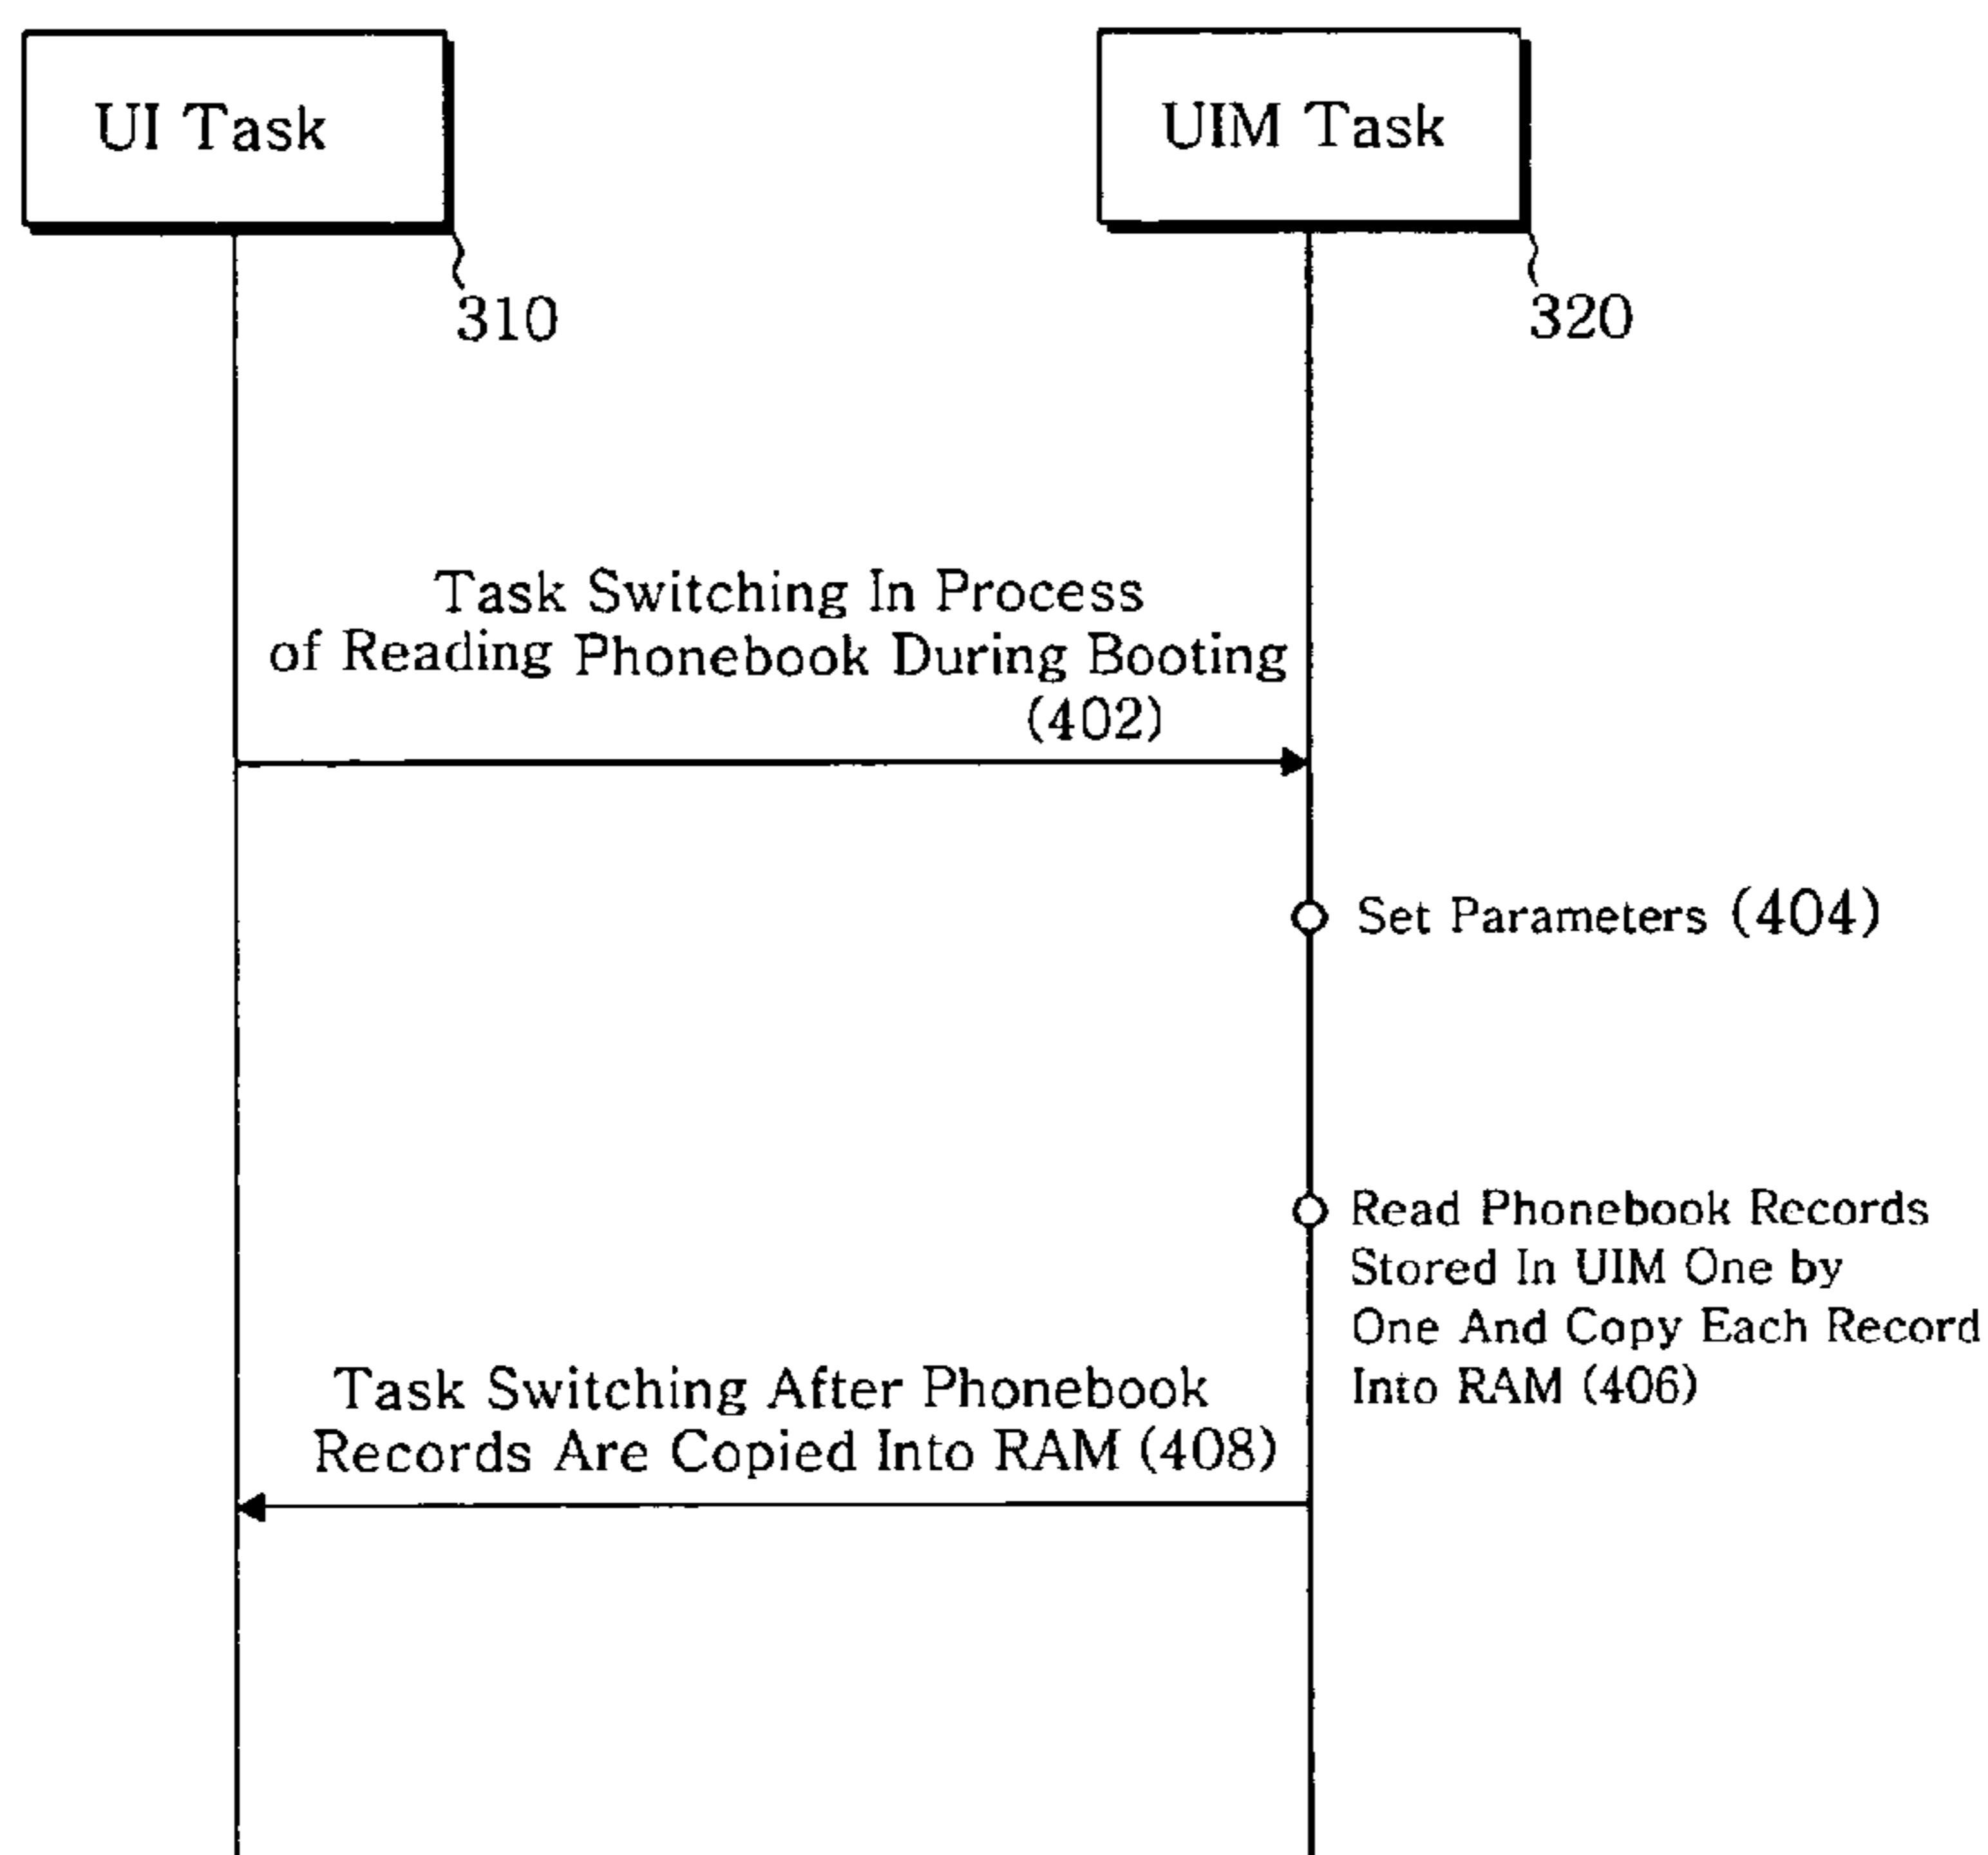 UI Task
UIM Task
310
320
Task Switching In Process
of Reading Phonebook During Booting
(402)
Set Parameters (404)
Read Phonebook Records
Stored In UIM One by
One And Copy Each Record
Into RAM (406)
Task Switching After Phonebook
Records Are Copied Into RAM (408)